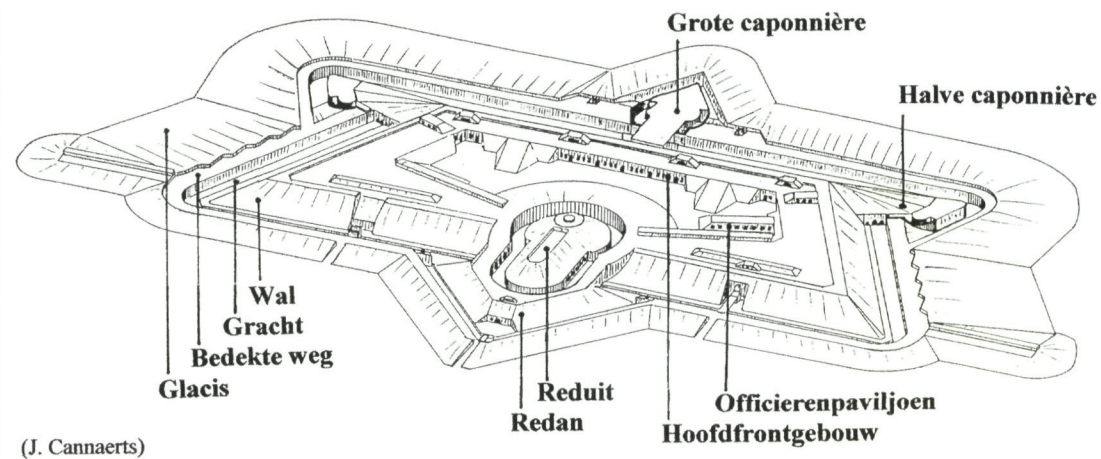 Grote caponnière
Halve caponnière
Wal
Gracht
Bedekte weg
Glacis
Reduit
Redan
Officierenpaviljoen
Hoofdfrontgebouw
(J. Cannaerts)